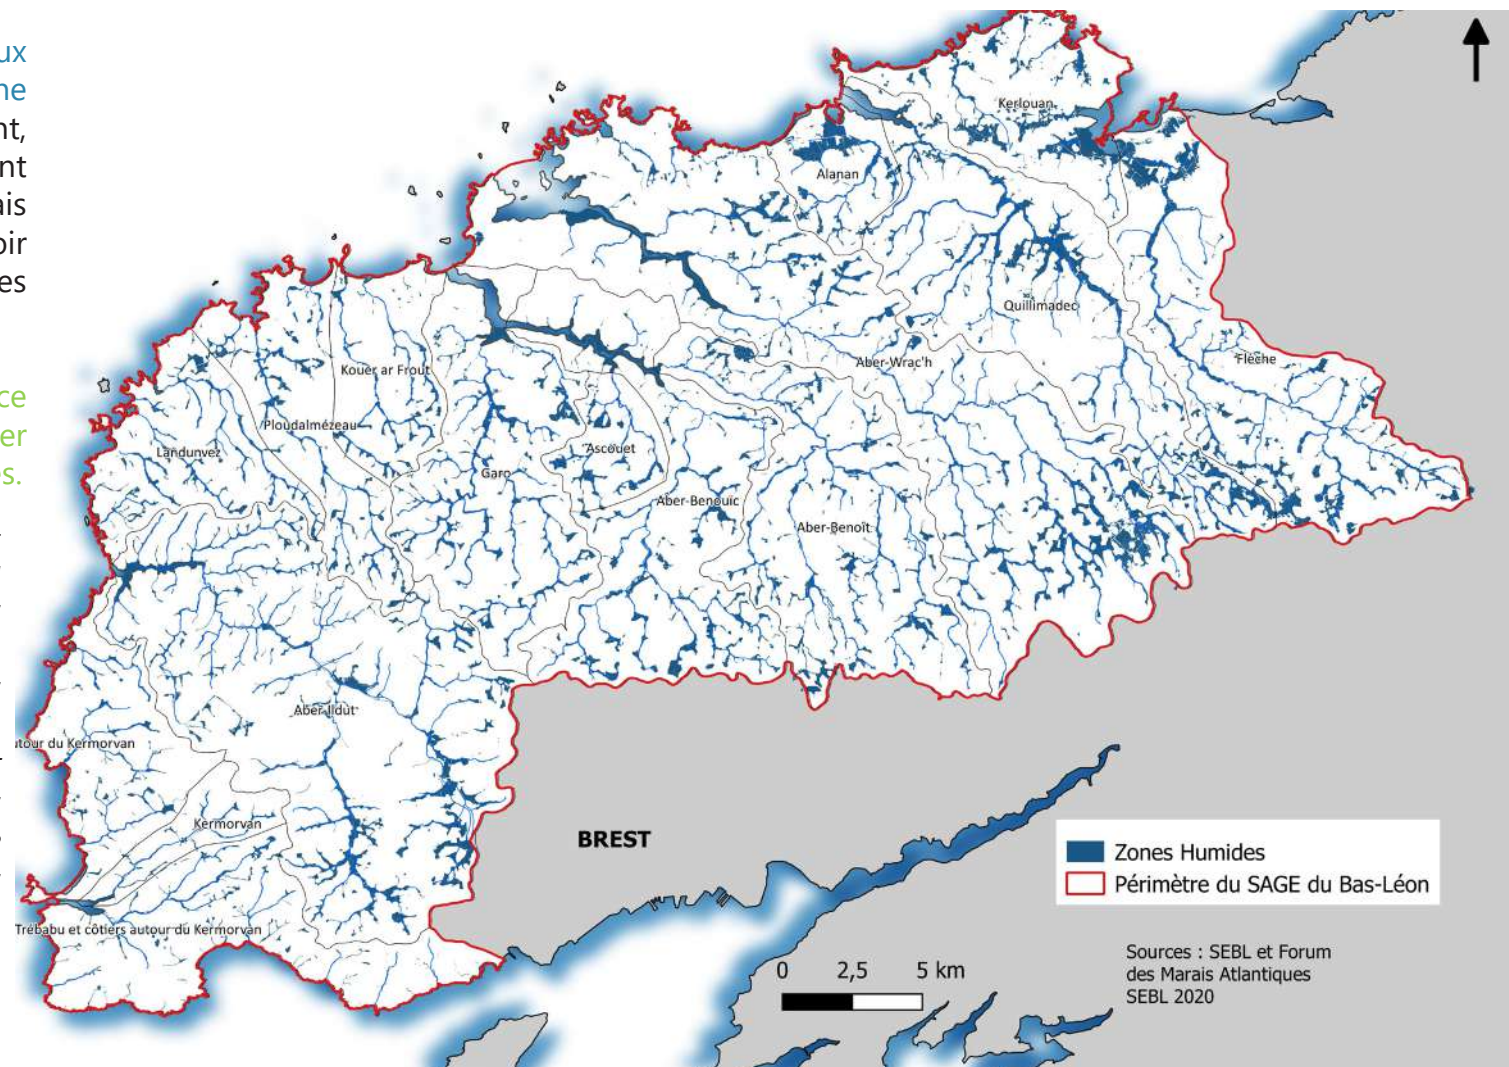 ux
ne
nt,
nt
ais
oir
es
ce
er
s.
Kerlouan
Alanan
Quillimadec
Flèche
Aber-Wrac'h
Kouer ar Frout
Ploudalmézeau
Landunvez
Garo
Ascouet
Aber-Benouic
Aber-Benoît
Aber-Ildut
utour du Kermorvan
Kermorvan
Trébabu et côtiers autour du Kermorvan
BREST
Zones Humides
Périmètre du SAGE du Bas-Léon
0 2,5 5 km
Sources : SEBL et Forum
des Marais Atlantiques
SEBL 2020